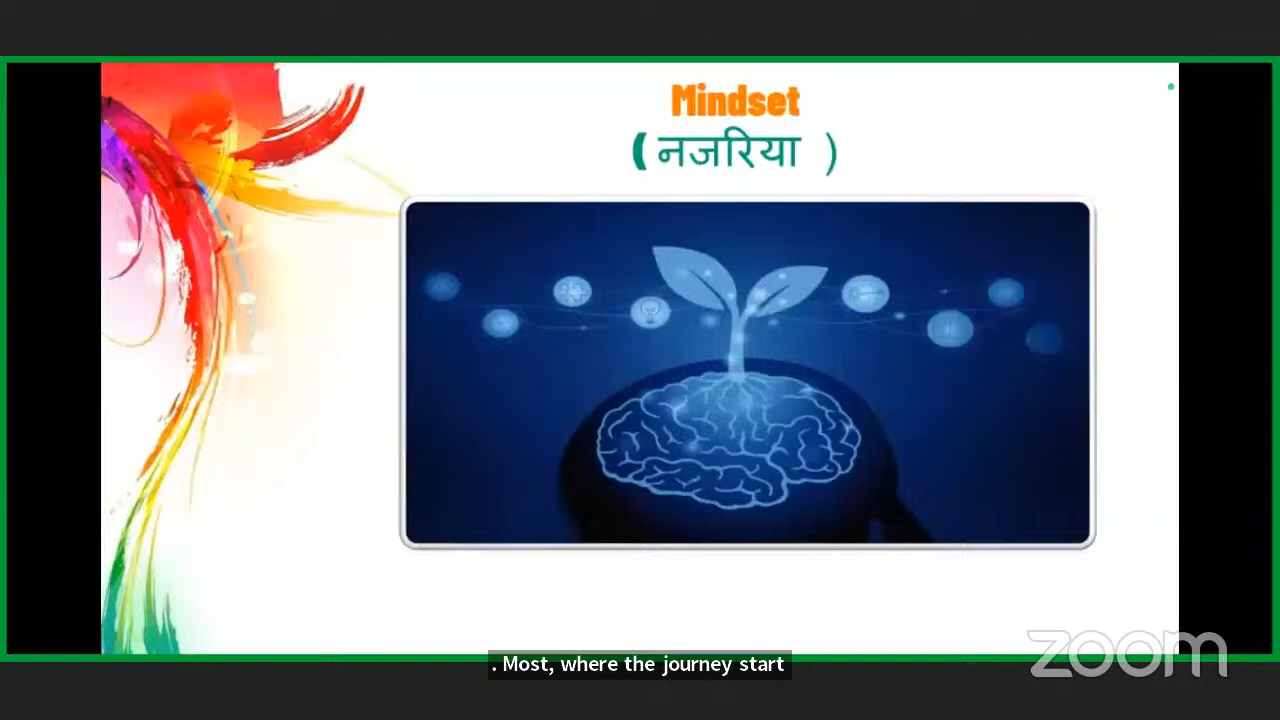 Mindset
( नजरिया )
. Most, where the journey start
zoom